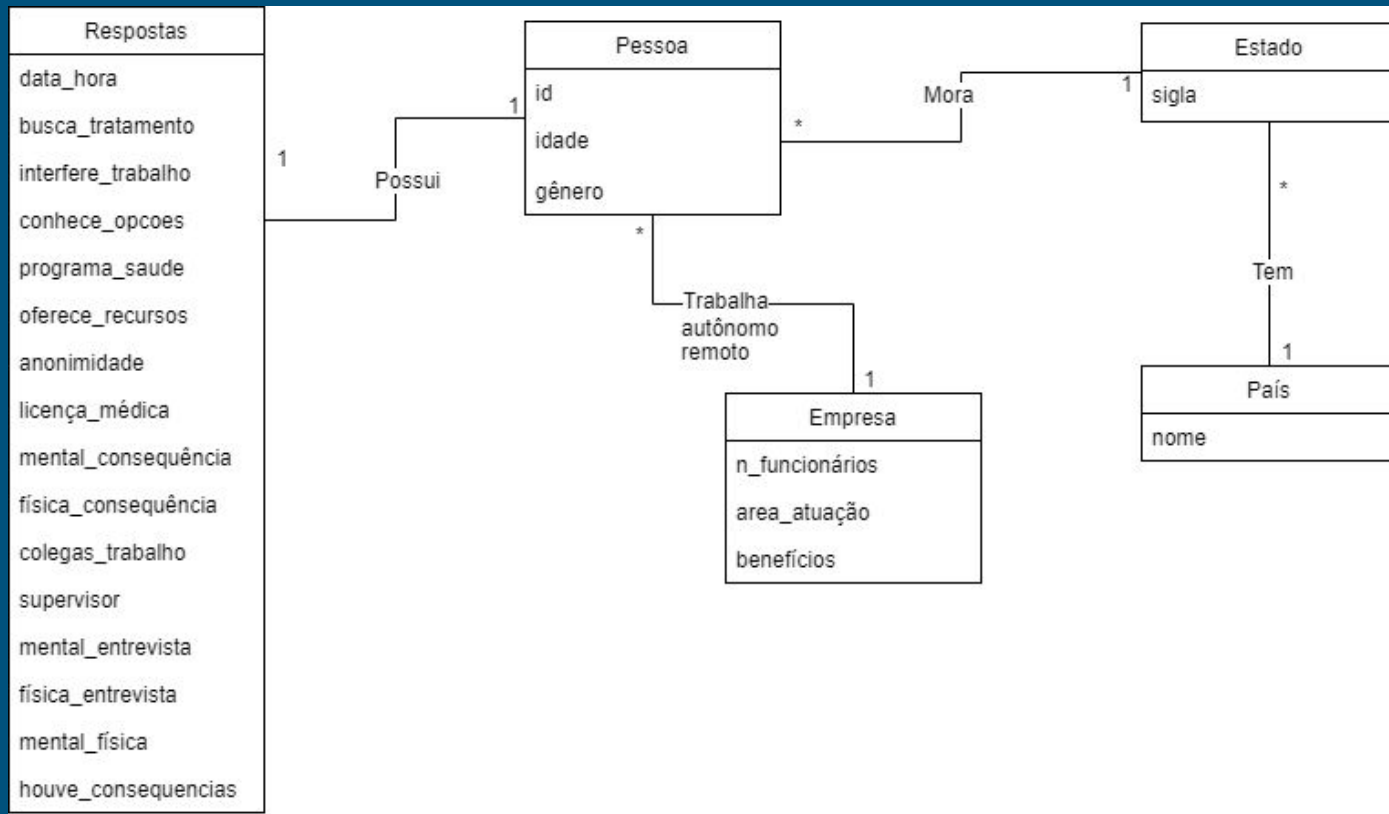 Respostas
data_hora
busca_tratamento
interfere_trabalho
conhece_opcoes
programa_saude
oferece_recursos
anonimidade
licença_médica
mental_consequência
física_consequência
colegas_trabalho
supervisor
mental_entrevista
física_entrevista
mental_física
houve_consequencias
1
Possui
1
Pessoa
id
idade
gênero
*
Mora
1
Estado
sigla
*
Tem
1
País
nome
*
Trabalha
autônomo
remoto
1
Empresa
n_funcionários
area_atuação
benefícios